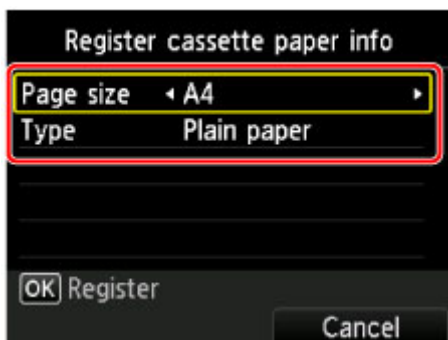 Register cassette paper info
Page size A4
Type Plain paper
OK Register
Cancel